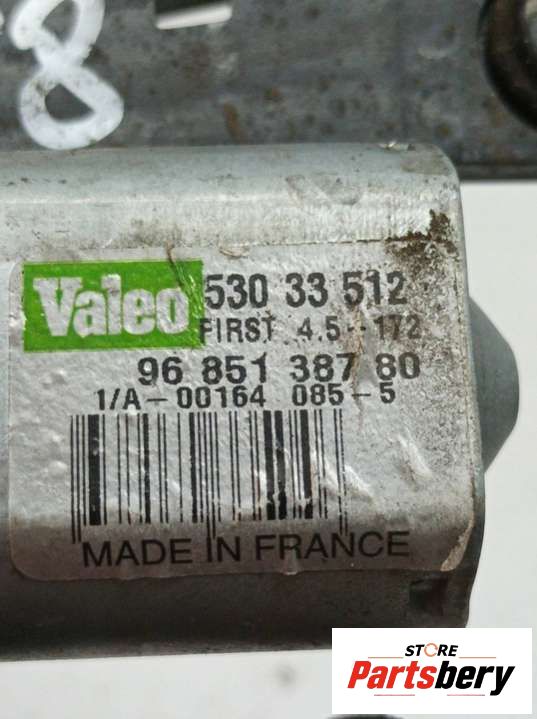 8
Valeo 530 33 512
FIRST 4.5-172
96 851 387 80
1/A-00164 085-5
MADE IN FRANCE
STORE
Partsbery